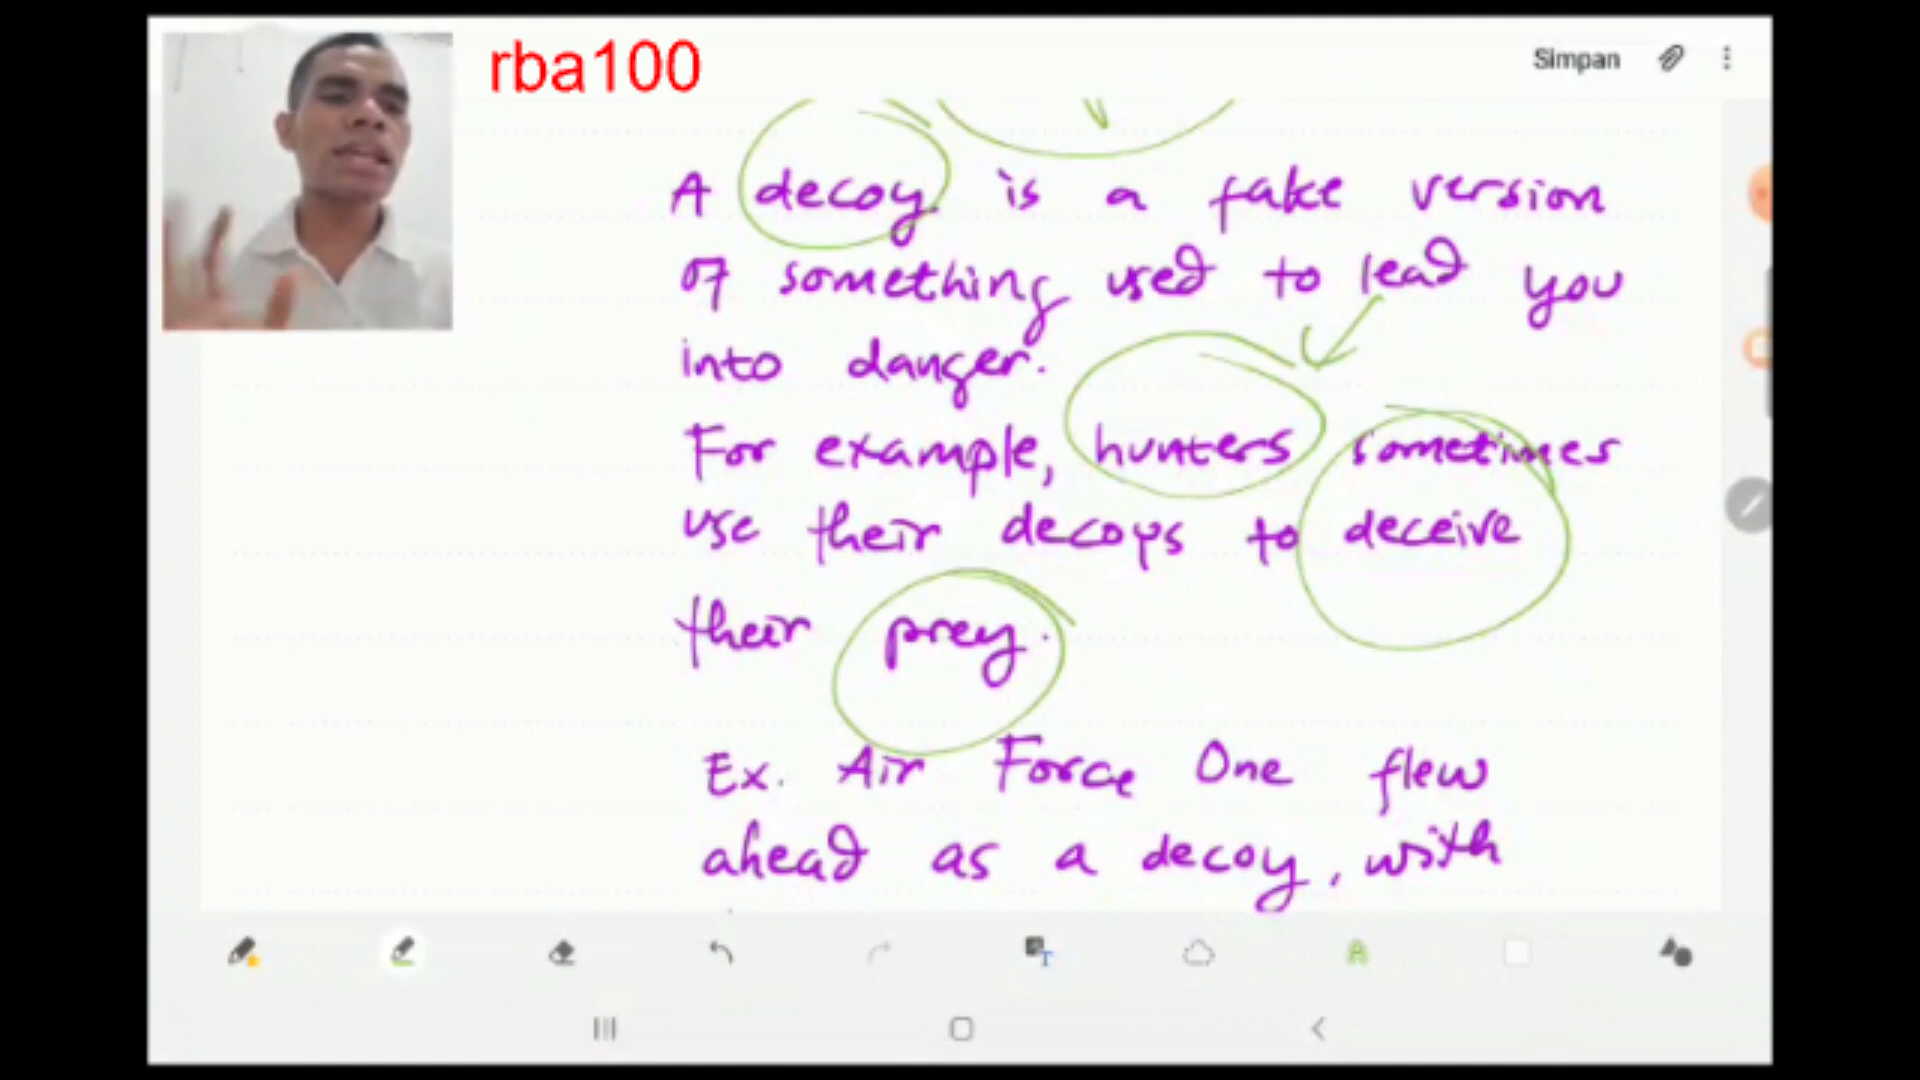 rba100
Simpan
A decoy is a fake version
of something used to lead you
into danger.
For example, hunters sometimes
use their decoys to deceive
their prey.
Ex. Air Force One flew
ahead as a decoy, with